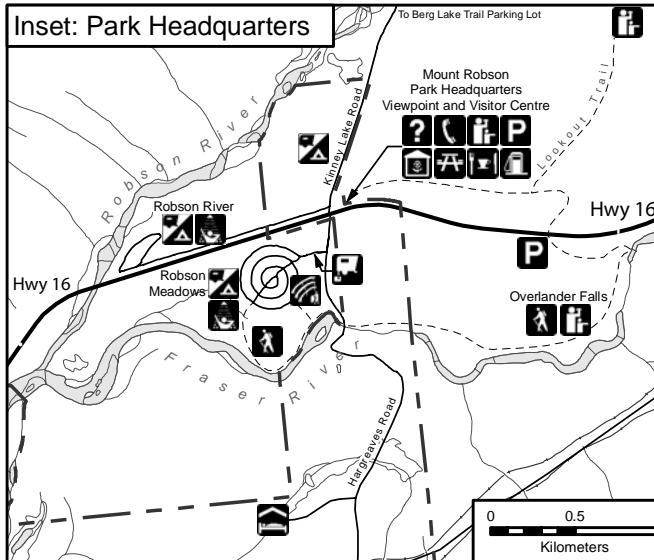 Inset: Park Headquarters
To Berg Lake Trail Parking Lot
Mount Robson
Park Headquarters
Viewpoint and Visitor Centre
?
P
Kinney Lake Road
Lookout Trail
Robson River
Robson River
Hwy 16
P
Robson
Meadows
Hwy 16
Overlander Falls
Fraser River
Hargreaves Road
0 0.5
Kilometers